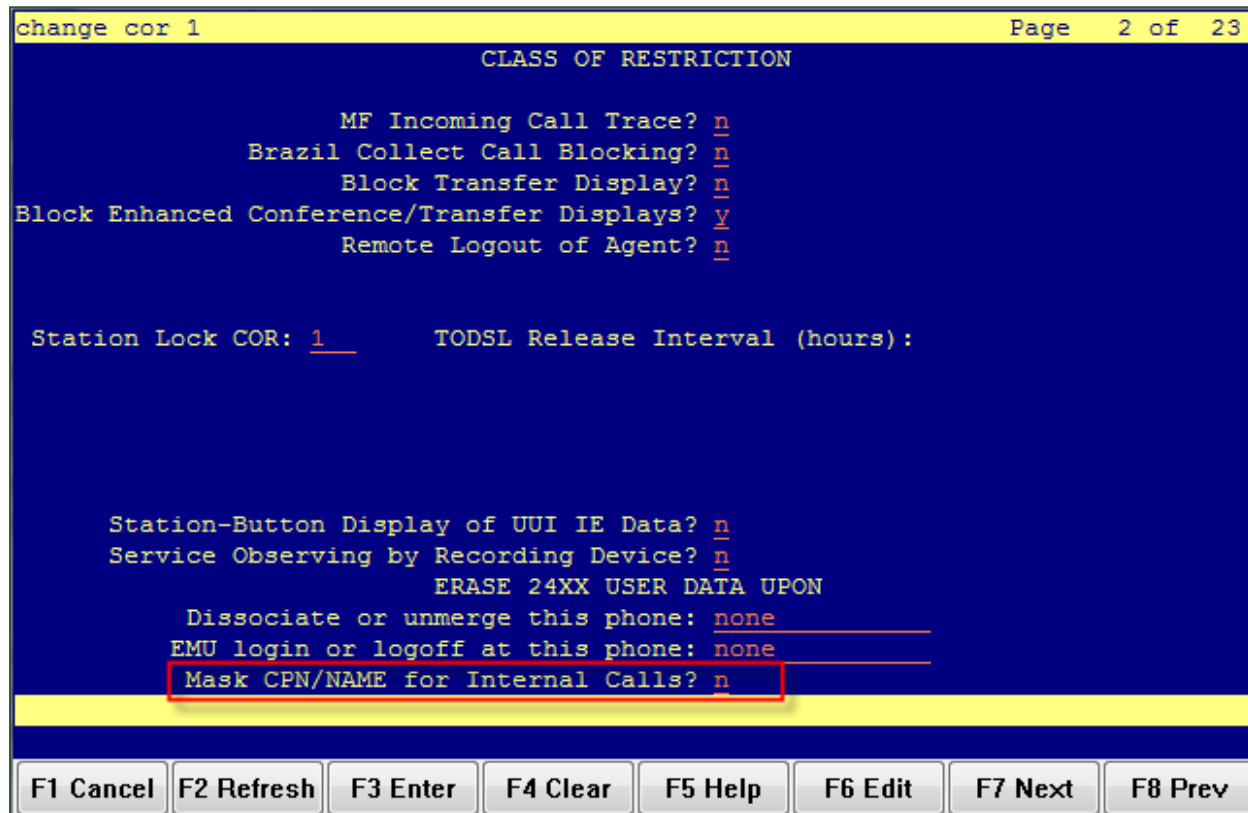 change cor 1 Page 2 of 23
CLASS OF RESTRICTION
MF Incoming Call Trace? n
Brazil Collect Call Blocking? n
Block Transfer Display? n
Block Enhanced Conference/Transfer Displays? y
Remote Logout of Agent? n
Station Lock COR: 1 TODSL Release Interval (hours):
Station-Button Display of UUI IE Data? n
Service Observing by Recording Device? n
ERASE 24XX USER DATA UPON
Dissociate or unmerge this phone: none
EMU login or logoff at this phone: none
Mask CPN/NAME for Internal Calls? n
F1 Cancel F2 Refresh F3 Enter F4 Clear F5 Help F6 Edit F7 Next F8 Prev